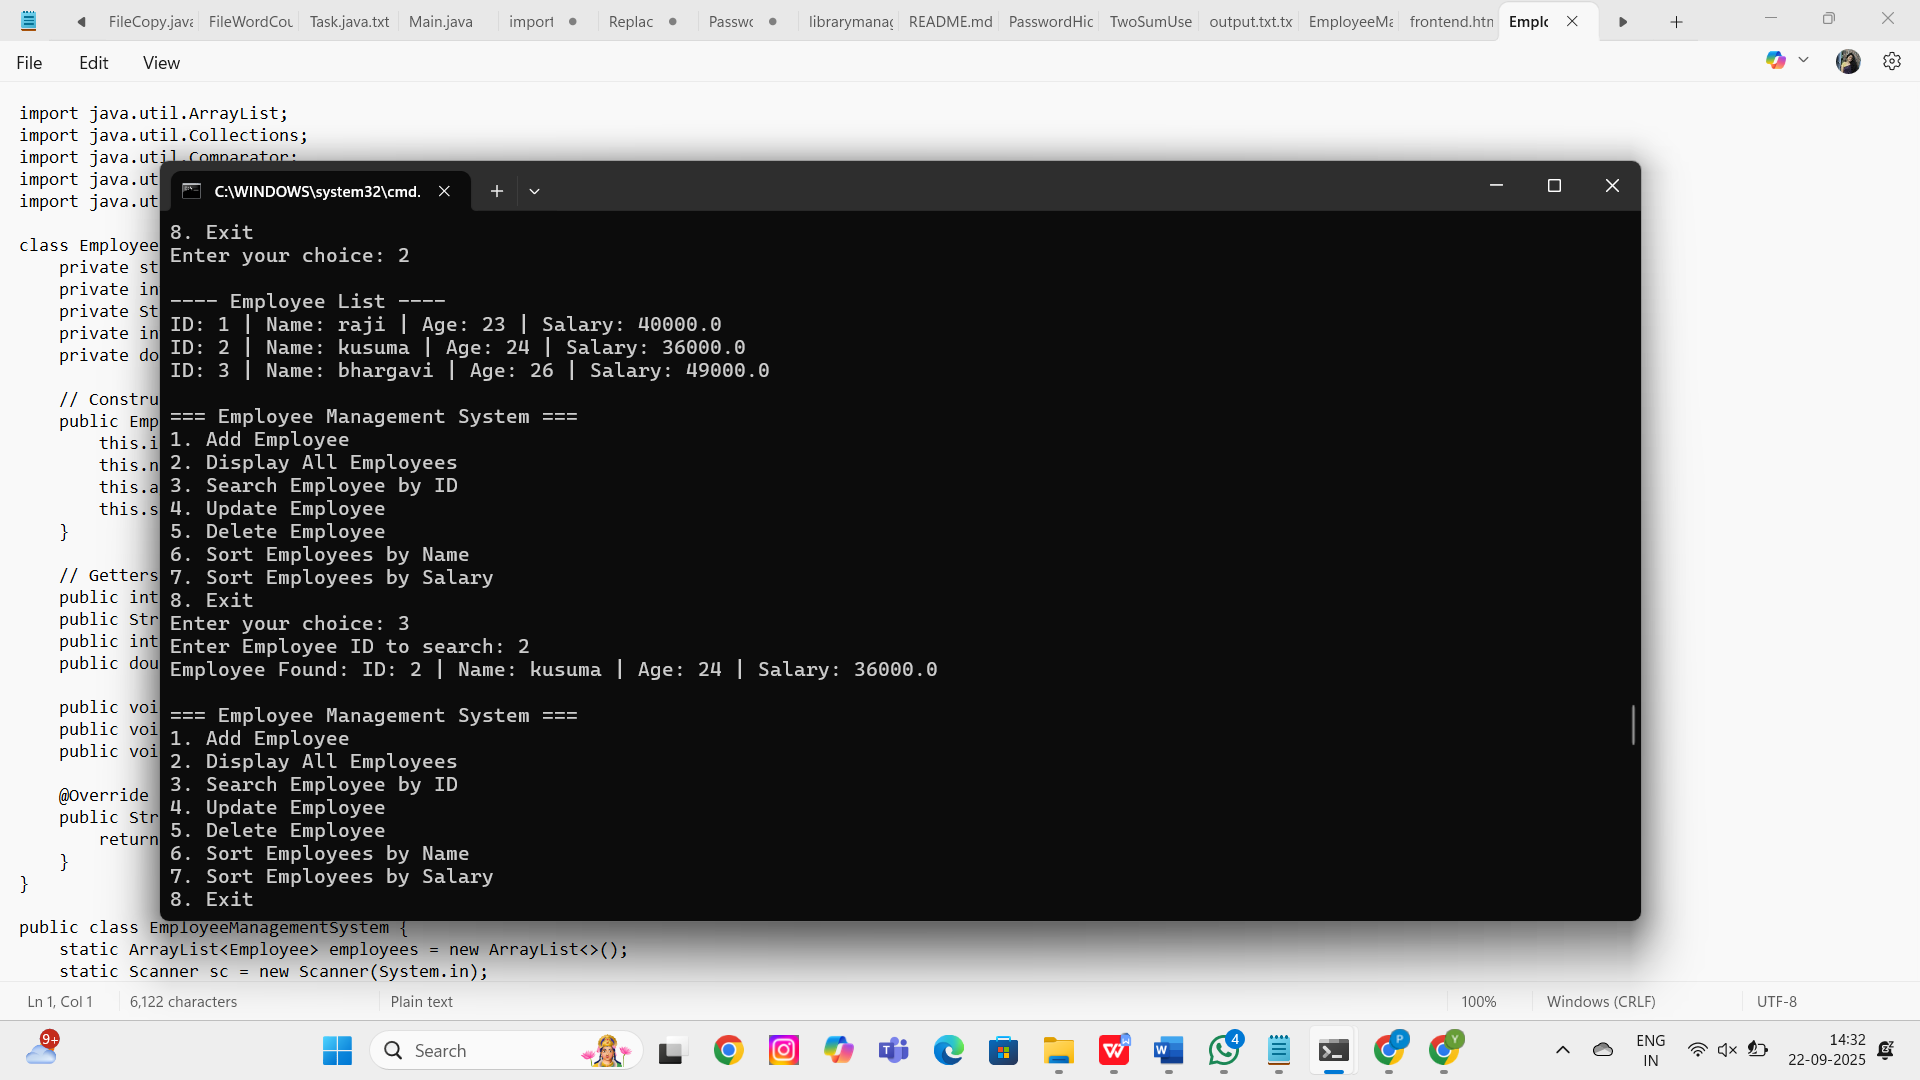 FileCopy.java
FileWordCou
Task.java.txt
Main.java
import
Replac
Passwo
librarymanag
README.md
PasswordHid
TwoSumUse
output.txt.tx
EmployeeMa
frontend.htm
Emplo
File
Edit
View
import java.util.ArrayList;
import java.util.Collections;
import java.util.Comparator;
import java.ut
import java.ut
class Employee
private st
private in
private St
private in
private do
// Constru
public Emp
this.i
this.n
this.a
this.s
}
// Getters
public int
public Str
public int
public dou
public voi
public voi
public voi
@Override
public Str
return
}
}
public class EmployeeManagementSystem {
static ArrayList<Employee> employees = new ArrayList<>();
static Scanner sc = new Scanner(System.in);
C:\WINDOWS\system32\cmd.
8. Exit
Enter your choice: 2
---- Employee List ----
ID: 1 | Name: raji | Age: 23 | Salary: 40000.0
ID: 2 | Name: kusuma | Age: 24 | Salary: 36000.0
ID: 3 | Name: bhargavi | Age: 26 | Salary: 49000.0
=== Employee Management System ===
1. Add Employee
2. Display All Employees
3. Search Employee by ID
4. Update Employee
5. Delete Employee
6. Sort Employees by Name
7. Sort Employees by Salary
8. Exit
Enter your choice: 3
Enter Employee ID to search: 2
Employee Found: ID: 2 | Name: kusuma | Age: 24 | Salary: 36000.0
=== Employee Management System ===
1. Add Employee
2. Display All Employees
3. Search Employee by ID
4. Update Employee
5. Delete Employee
6. Sort Employees by Name
7. Sort Employees by Salary
8. Exit
Ln 1, Col 1
6,122 characters
Plain text
100%
Windows (CRLF)
UTF-8
9+
Search
4
P
Y
ENG
IN
14:32
22-09-2025